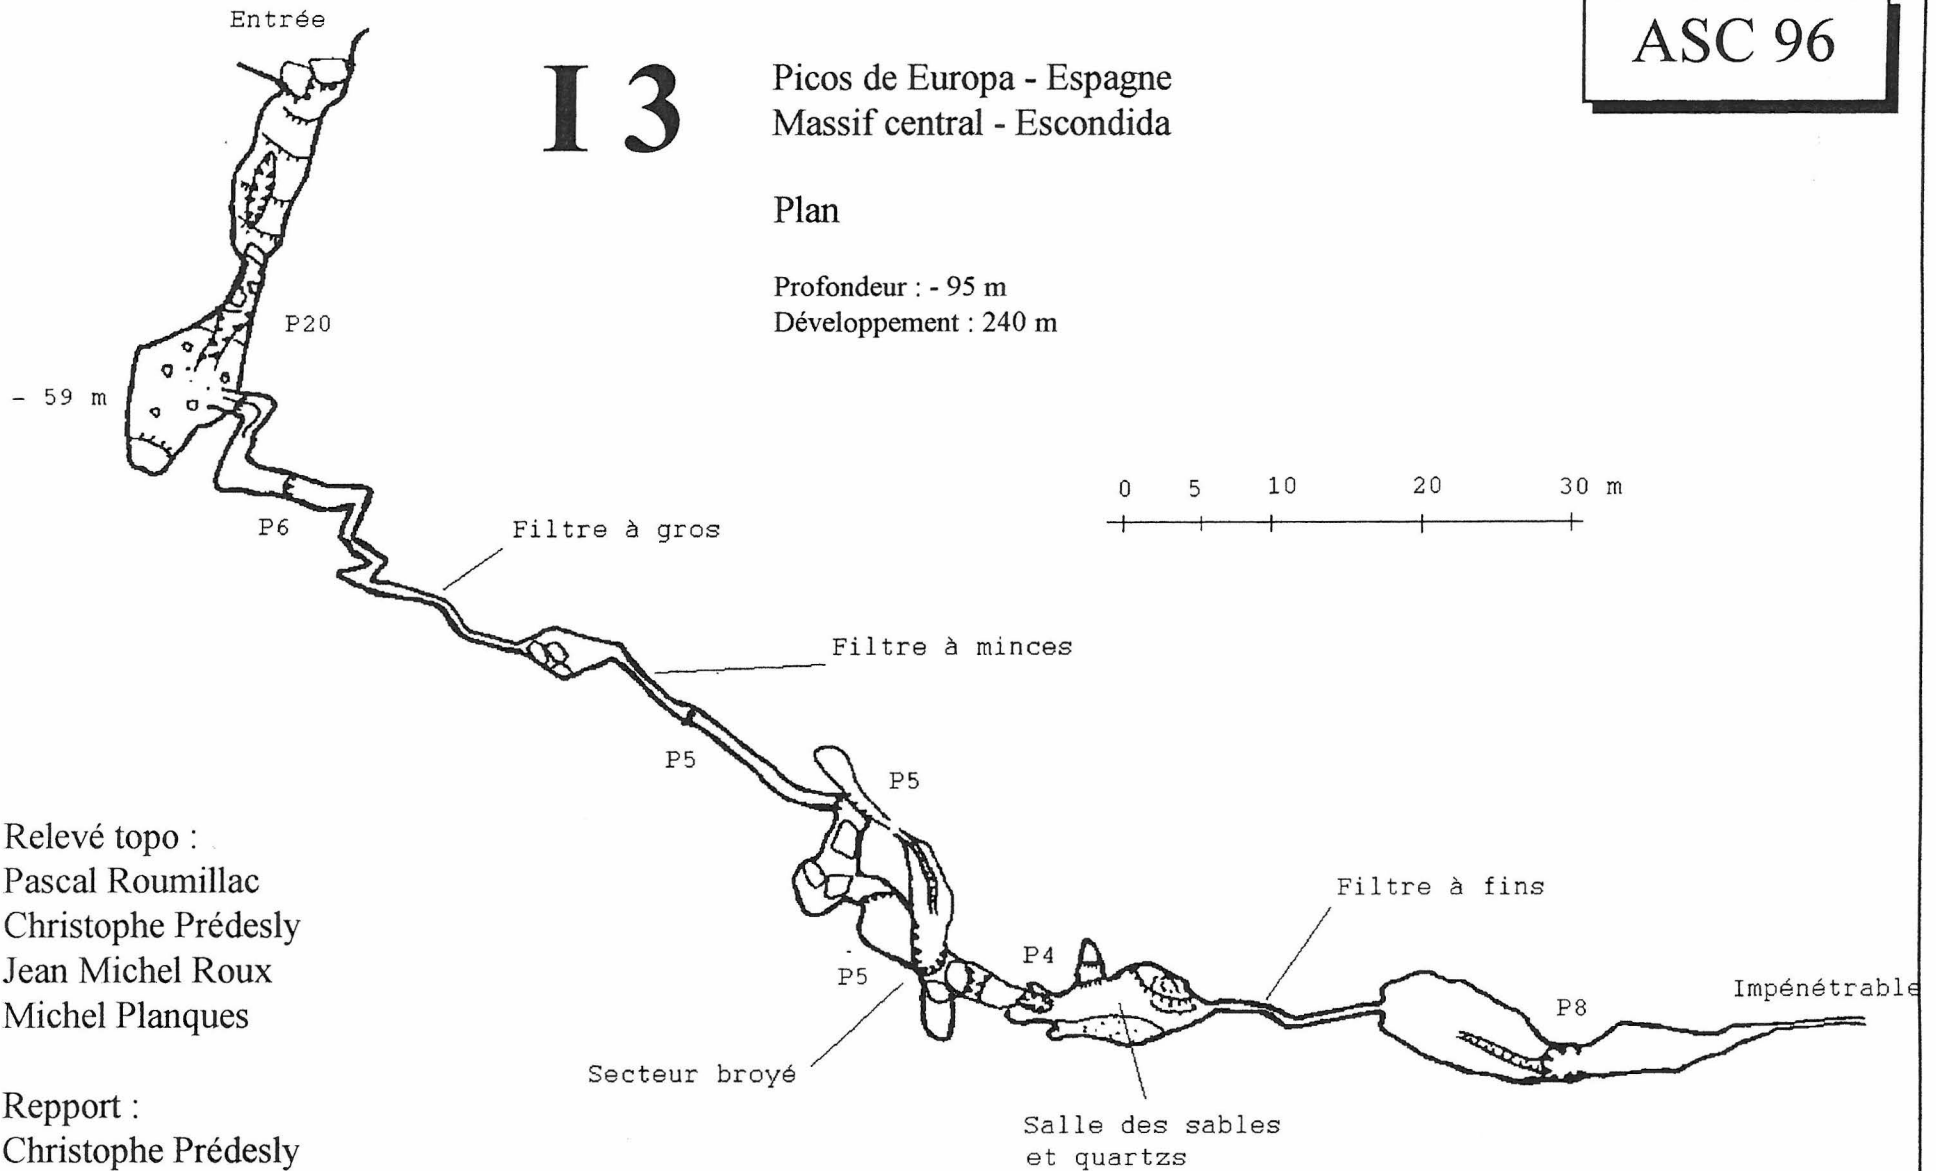 Entrée
I 3
Picos de Europa - Espagne
Massif central - Escondida
ASC 96
Plan
Profondeur : - 95 m
Développement : 240 m
P20
- 59 m
0 5 10 20 30 m
P6
Filtre à gros
Filtre à minces
P5
P5
Relevé topo :
Pascal Roumillac
Christophe Prédesly
Jean Michel Roux
Michel Planques
Filtre à fins
P4
P5
Impénétrable
P8
Secteur broyé
Salle des sables
et quartzs
Repport :
Christophe Prédesly